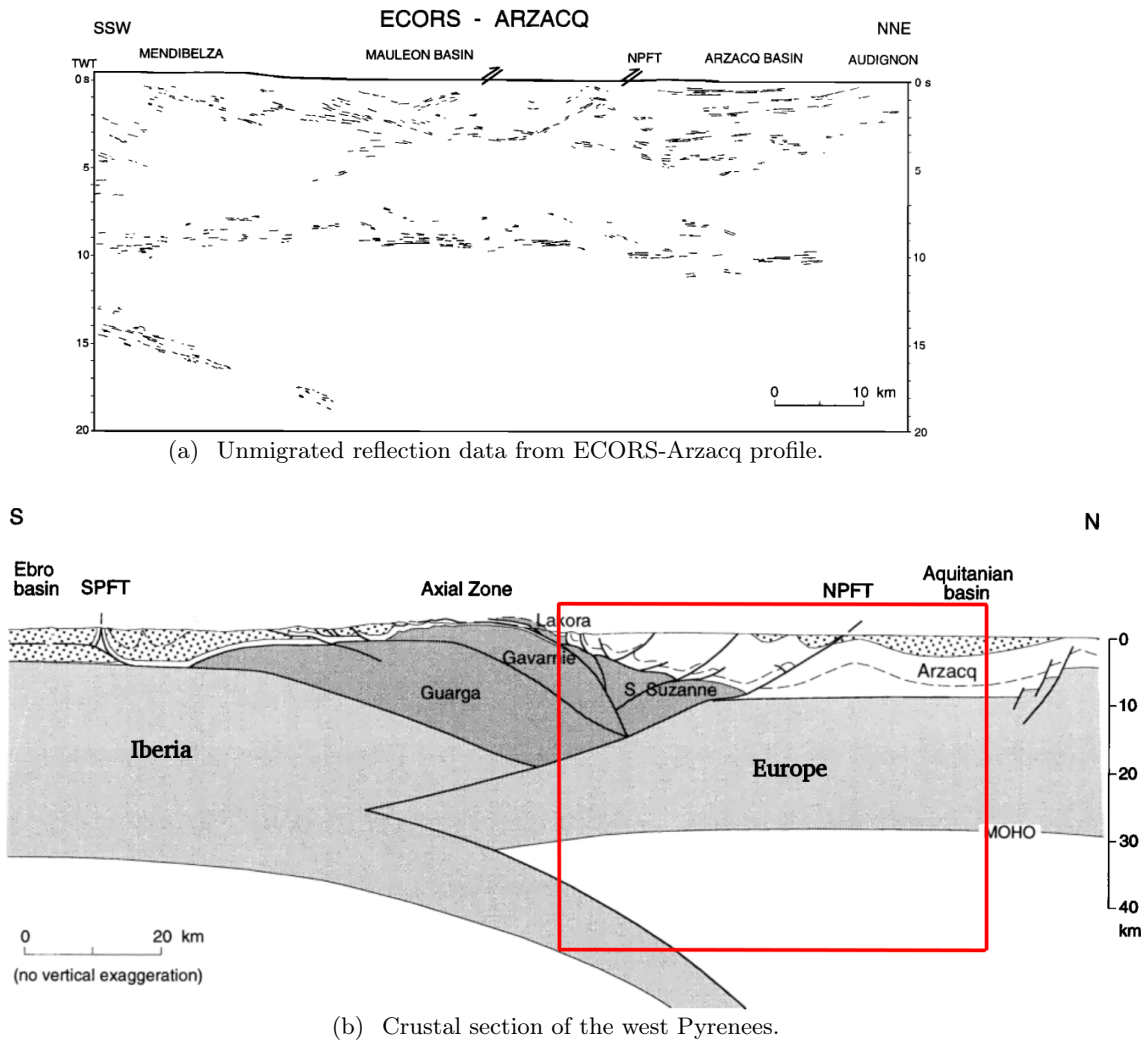 ECORS - ARZACQ
SSW
NNE
MENDIBELZA
MAULEON BASIN
NPFT
ARZACQ BASIN
AUDIGNON
TWT
0 s
0 s
5
5
10
10
15
15
0 10 km
20
20
(a) Unmigrated reflection data from ECORS-Arzacq profile.
S
N
Ebro
basin
SPFT
Axial Zone
NPFT
Aquitanian
basin
Lakora
Gavarnie
Arzacq
Guarga
S. Suzanne
Iberia
Europe
MOHO
0
10
20
30
40
km
0 20 km
(no vertical exaggeration)
(b) Crustal section of the west Pyrenees.